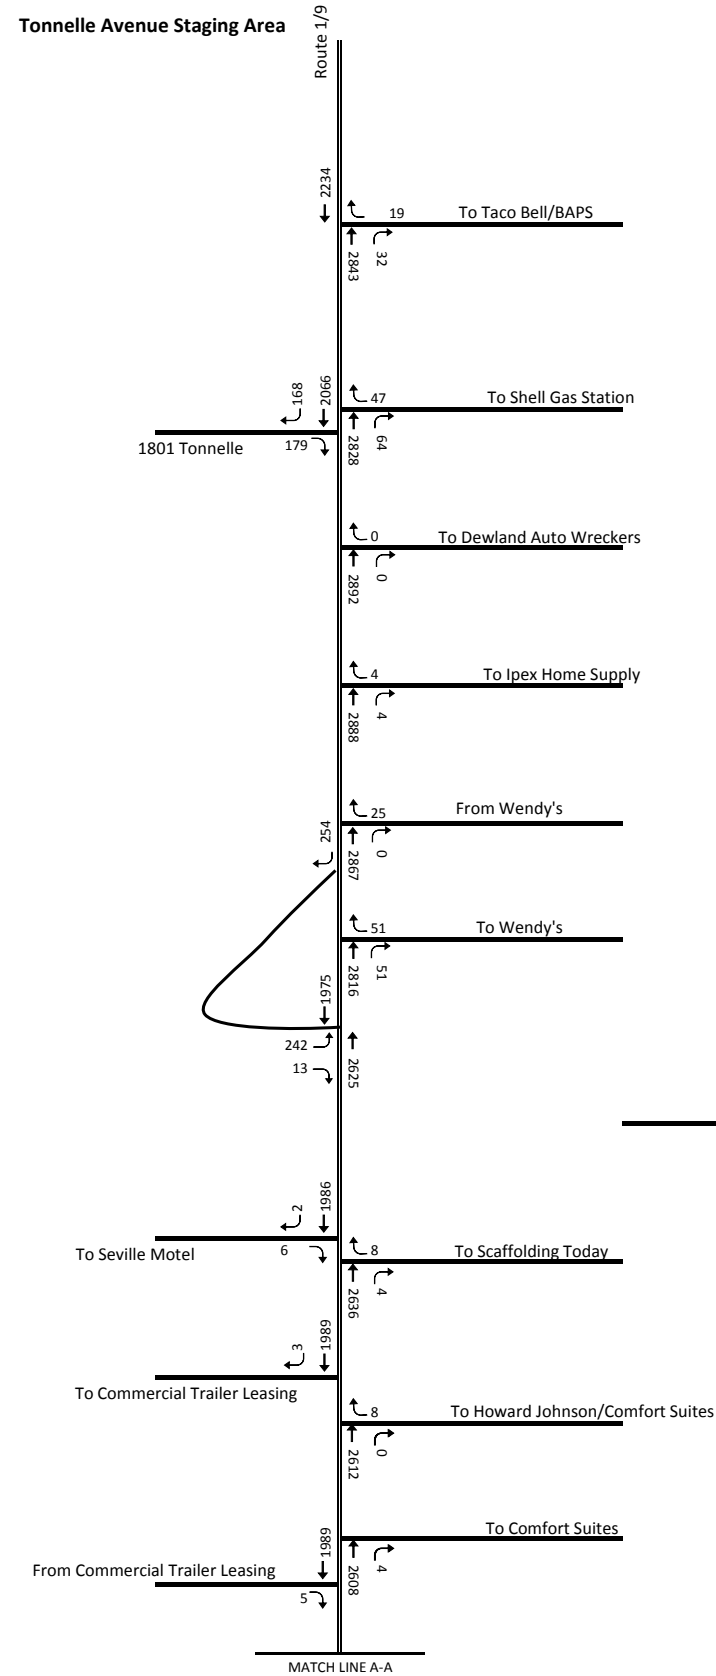 Tonnelle Avenue Staging Area
Route 1/9
2234
19
To Taco Bell/BAPS
2843
32
168
2066
47
To Shell Gas Station
1801 Tonnelle
179
2828
64
0
To Dewland Auto Wreckers
2892
0
4
To Ipex Home Supply
2888
4
254
25
From Wendy's
2867
0
51
To Wendy's
1975
2816
51
242
13
2625
2
1986
To Seville Motel
6
8
To Scaffolding Today
2636
4
3
1989
To Commercial Trailer Leasing
8
To Howard Johnson/Comfort Suites
2612
0
1989
To Comfort Suites
From Commercial Trailer Leasing
2608
4
5
MATCH LINE A-A